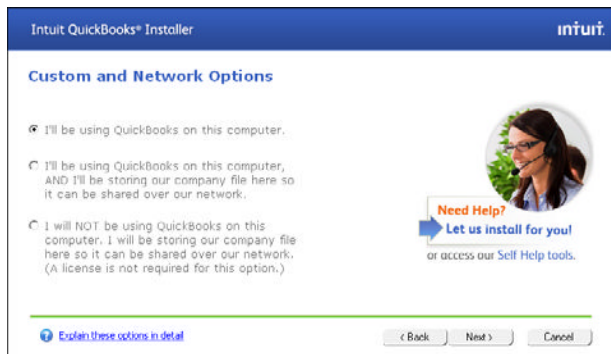 Intuit QuickBooks® Installer
intuit.
Custom and Network Options
I'll be using QuickBooks on this computer.
I'll be using QuickBooks on this computer,
AND I'll be storing our company file here so
it can be shared over our network.
I will NOT be using QuickBooks on this
computer. I will be storing our company file
here so it can be shared over our network.
(A license is not required for this option.)
Need Help?
Let us install for you!
or access our Self Help tools.
Explain these options in detail
< Back
Next >
Cancel